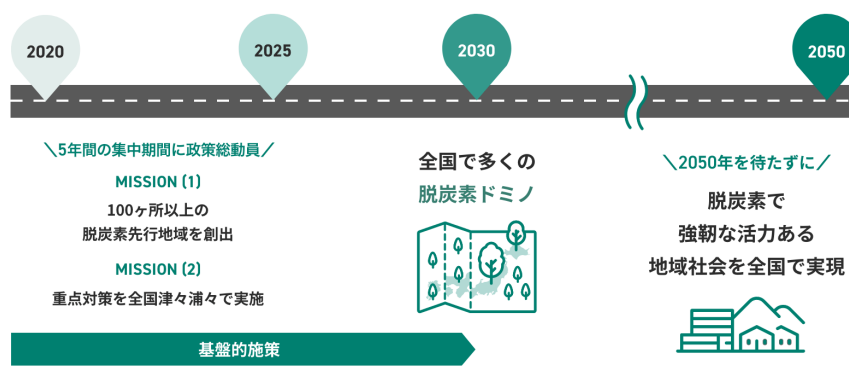 2020
2025
2030
2050
＼5年間の集中期間に政策総動員／
MISSION (1)
100ヶ所以上の
脱炭素先行地域を創出
MISSION (2)
重点対策を全国津々浦々で実施
基盤的施策
全国で多くの
脱炭素ドミノ
＼2050年を待たずに／
脱炭素で
強靭な活力ある
地域社会を全国で実現